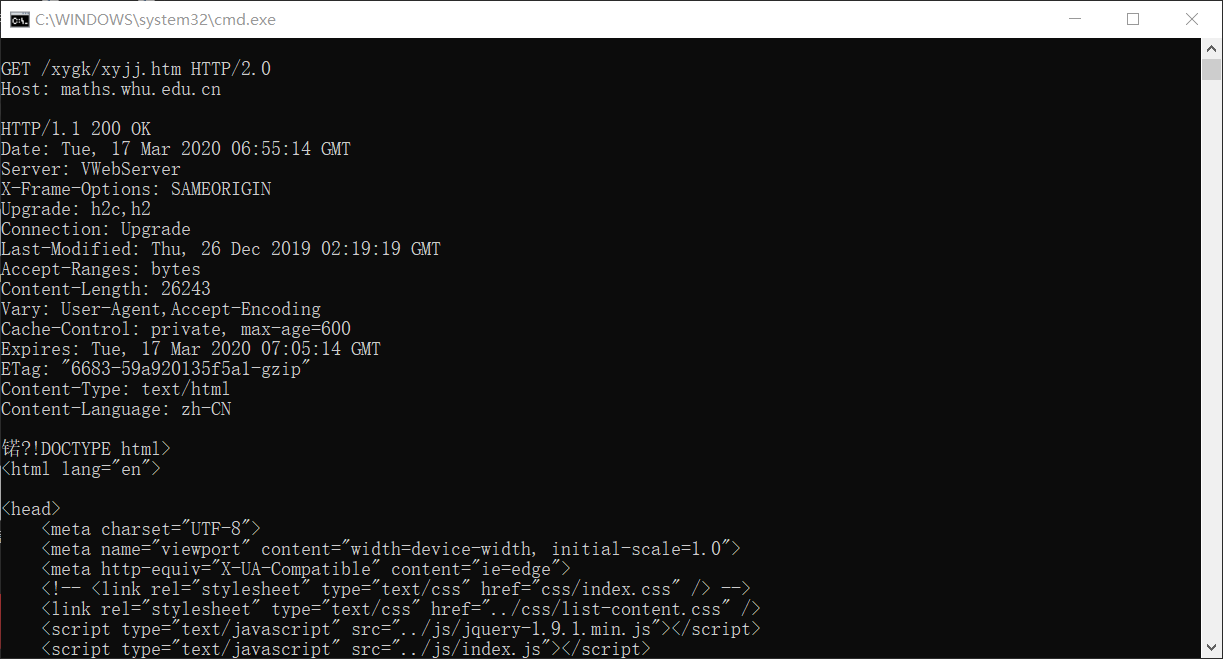 C:\WINDOWS\system32\cmd.exe
GET /xygk/xyjj.htm HTTP/2.0
Host: maths.whu.edu.cn
HTTP/1.1 200 OK
Date: Tue, 17 Mar 2020 06:55:14 GMT
Server: VWebServer
X-Frame-Options: SAMEORIGIN
Upgrade: h2c,h2
Connection: Upgrade
Last-Modified: Thu, 26 Dec 2019 02:19:19 GMT
Accept-Ranges: bytes
Content-Length: 26243
Vary: User-Agent,Accept-Encoding
Cache-Control: private, max-age=600
Expires: Tue, 17 Mar 2020 07:05:14 GMT
ETag: "6683-59a920135f5a1-gzip"
Content-Type: text/html
Content-Language: zh-CN
锘?!DOCTYPE html>
<html lang="en">
<head>
    <meta charset="UTF-8">
    <meta name="viewport" content="width=device-width, initial-scale=1.0">
    <meta http-equiv="X-UA-Compatible" content="ie=edge">
    <!-- <link rel="stylesheet" type="text/css" href="css/index.css" /> -->
    <link rel="stylesheet" type="text/css" href="../css/list-content.css" />
    <script type="text/javascript" src="../js/jquery-1.9.1.min.js"></script>
    <script type="text/javascript" src="../js/index.js"></script>